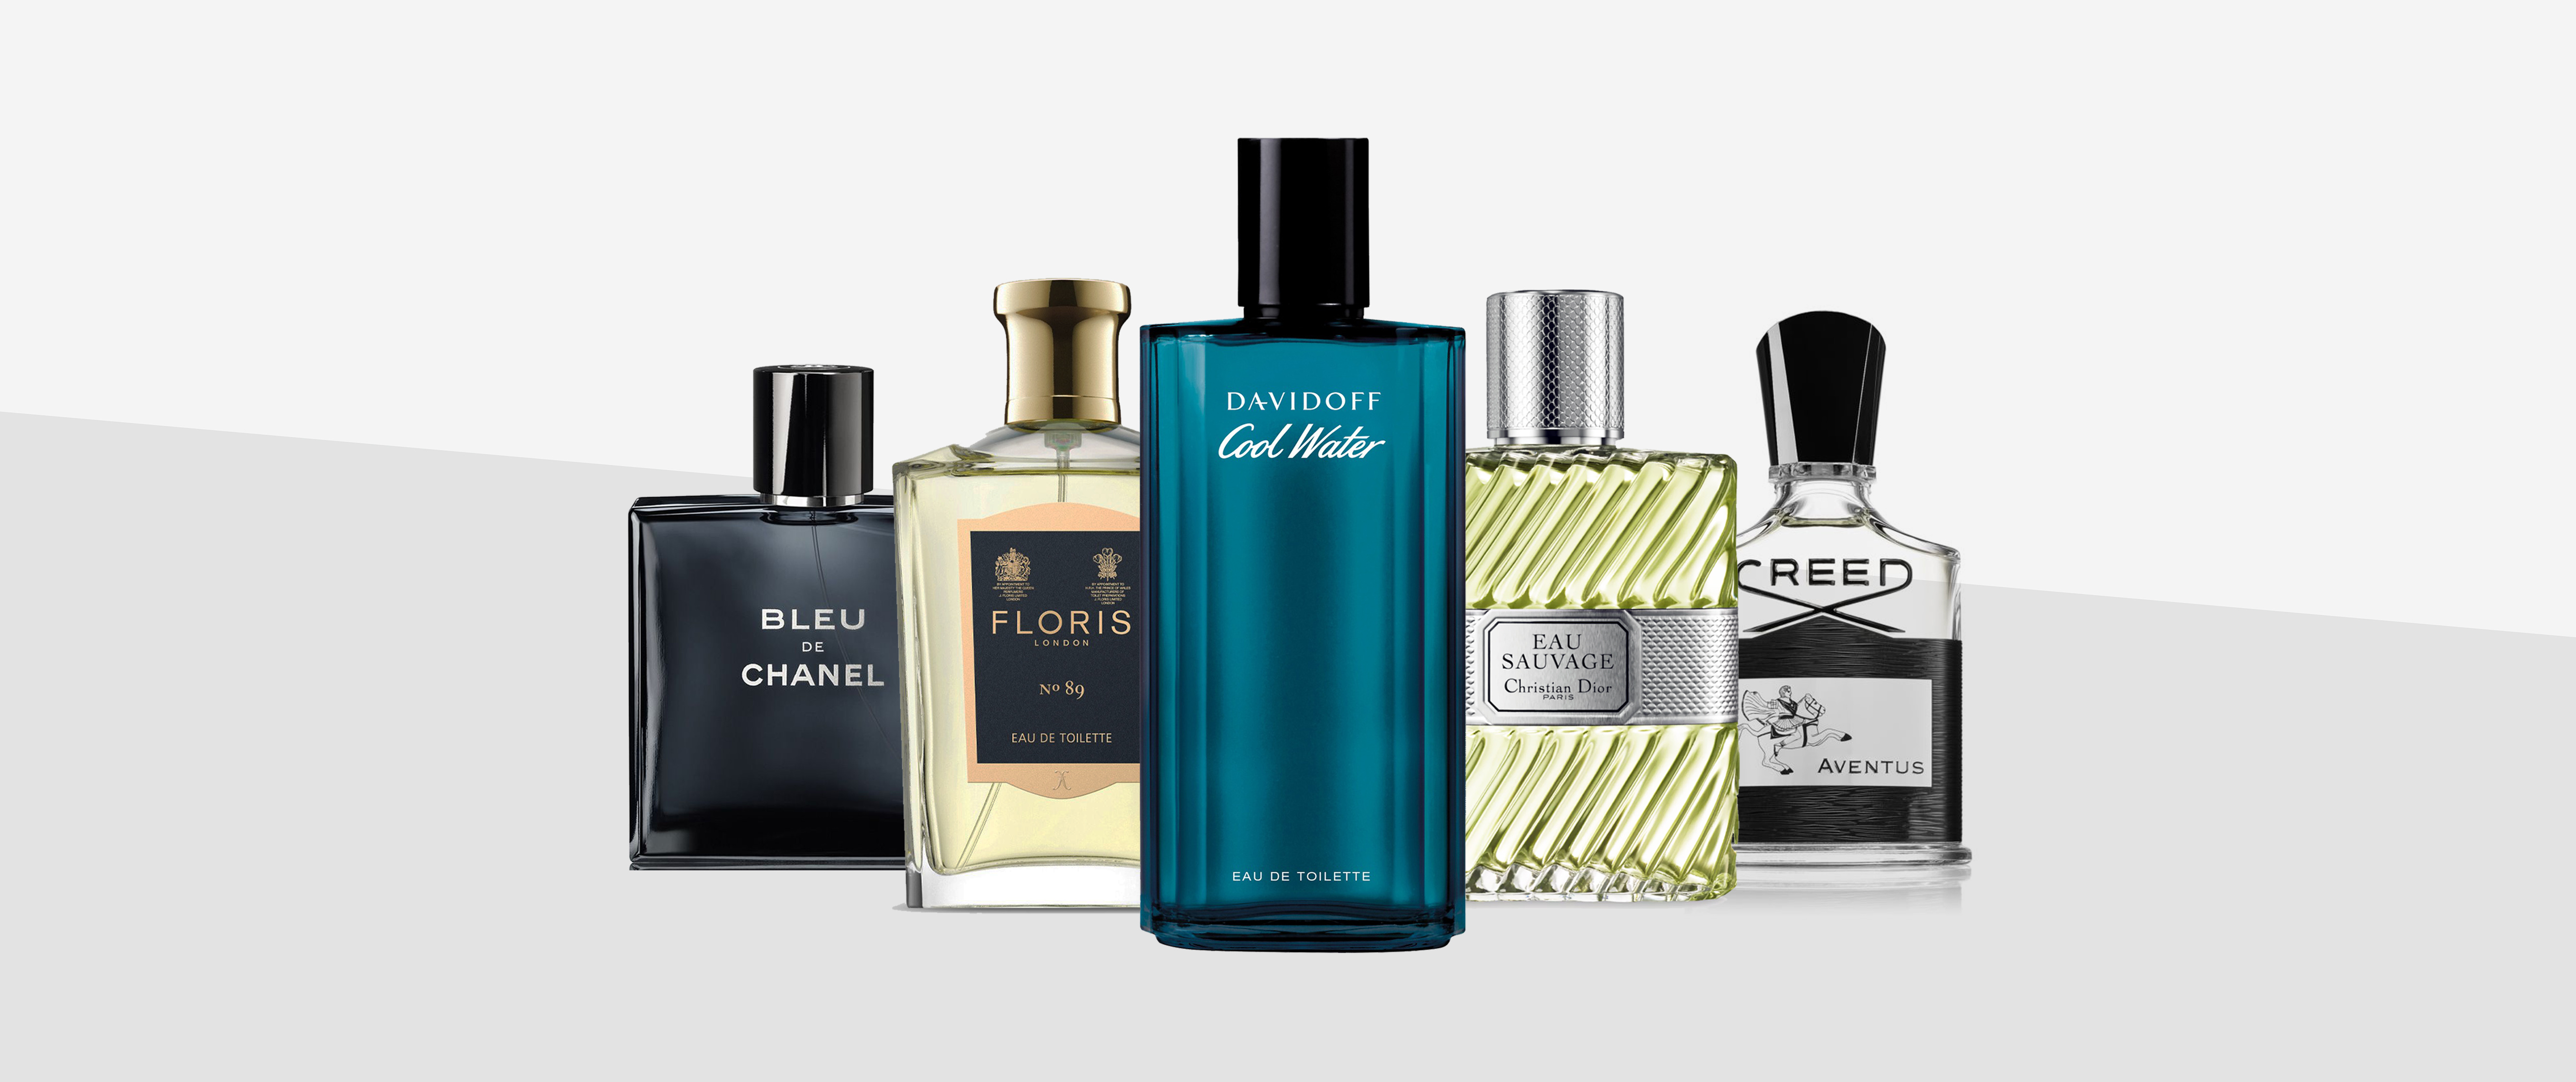 BLEU
DE
CHANEL
FLORIS
LONDON
Nº 89
EAU DE TOILETTE
DAVIDOFF
Cool Water
EAU DE TOILETTE
EAU
SAUVAGE
Christian Dior
PARIS
CREED
AVENTUS